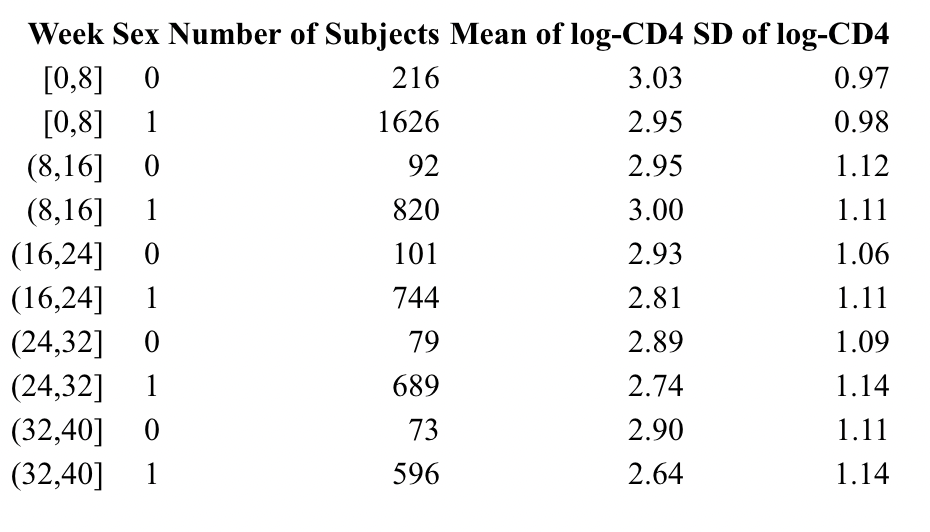 Week Sex Number of Subjects Mean of log-CD4 SD of log-CD4
[0,8] 0 216 3.03 0.97
[0,8] 1 1626 2.95 0.98
(8,16] 0 92 2.95 1.12
(8,16] 1 820 3.00 1.11
(16,24] 0 101 2.93 1.06
(16,24] 1 744 2.81 1.11
(24,32] 0 79 2.89 1.09
(24,32] 1 689 2.74 1.14
(32,40] 0 73 2.90 1.11
(32,40] 1 596 2.64 1.14